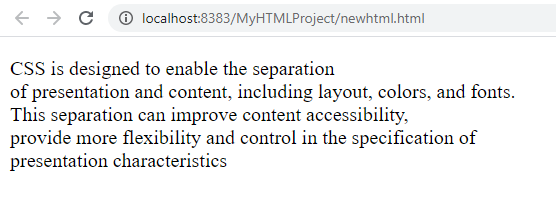 localhost:8383/MyHTMLProject/newhtml.html
CSS is designed to enable the separation
of presentation and content, including layout, colors, and fonts.
This separation can improve content accessibility,
provide more flexibility and control in the specification of
presentation characteristics